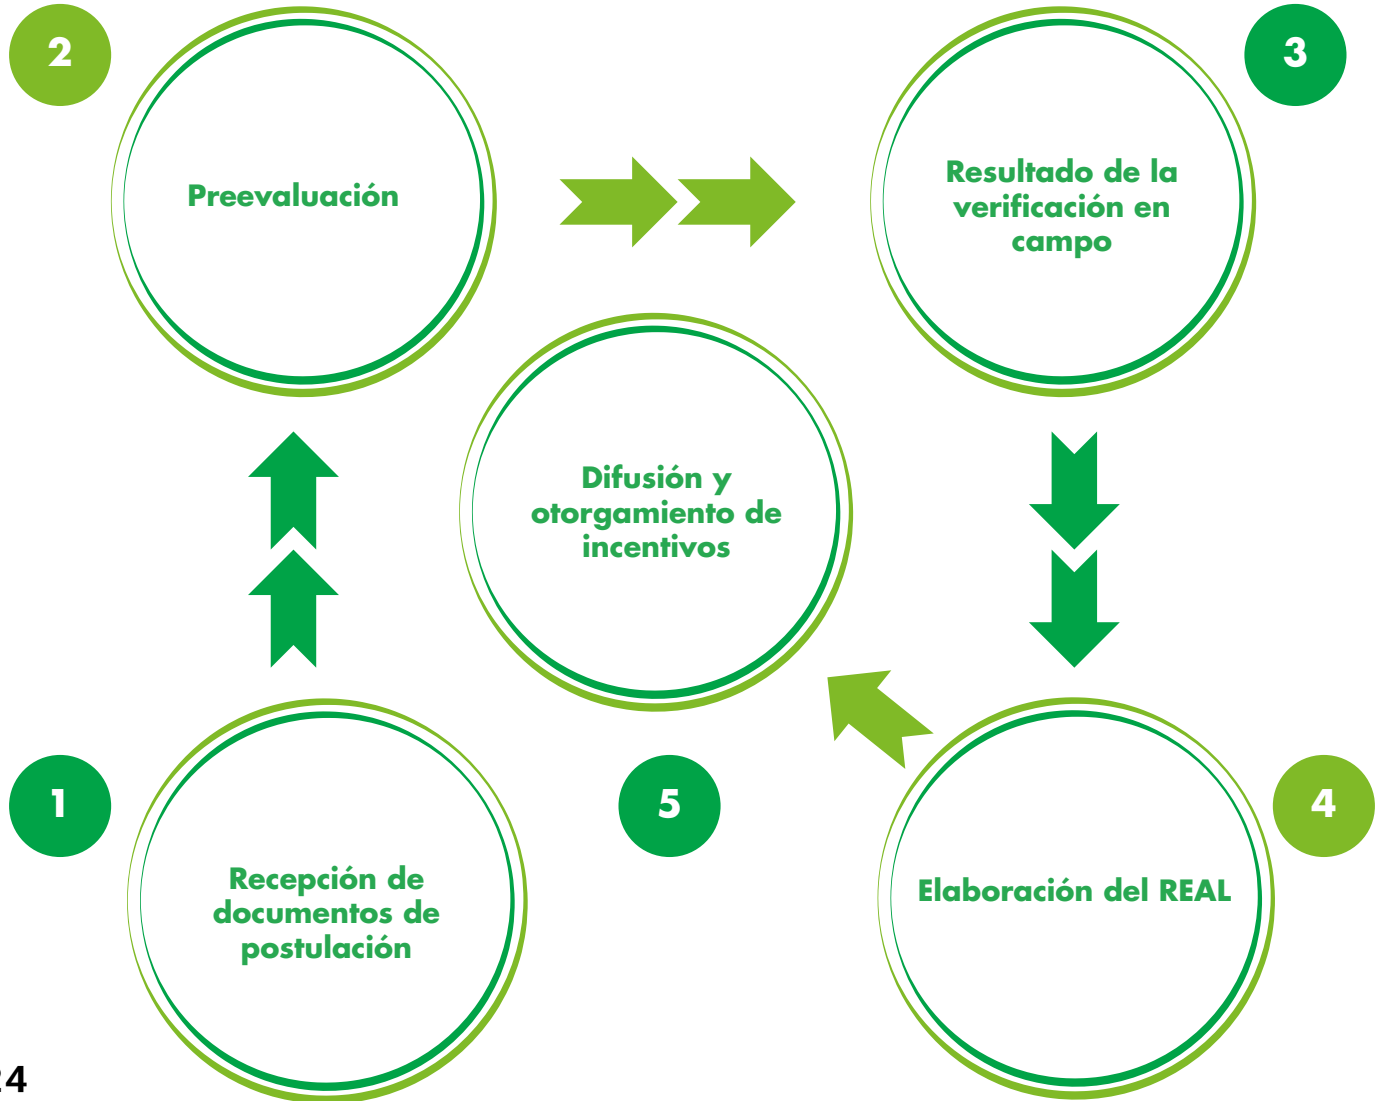 2
Preevaluación
3
Resultado de la
verificación en
campo
Difusión y
otorgamiento de
incentivos
1
Recepción de
documentos de
postulación
5
4
Elaboración del REAL
24